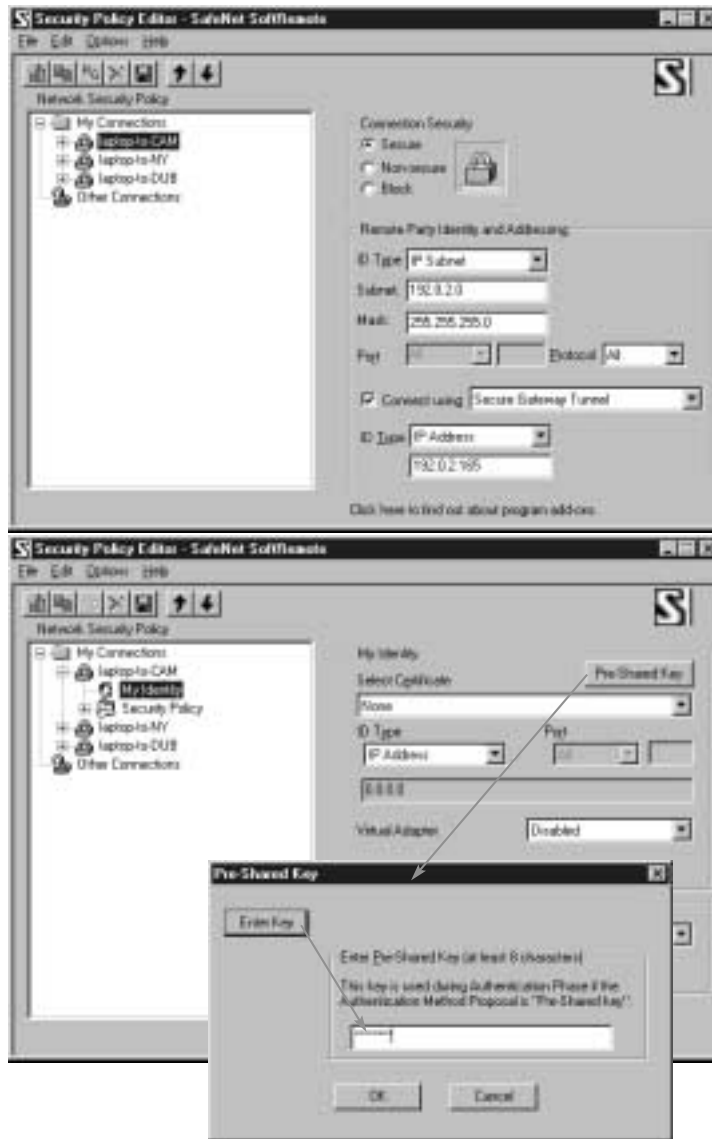 Security Policy Editor - SafeNet SoftRemote
File Edit Options Help
Network Security Policy
My Connections
laptop-to-CAM
laptop-to-NY
laptop-to-DUB
Other Connections
Connection Security
Secure
Non-secure
Block
Remote Party Identity and Addressing
ID Type IP Subnet
Subnet: 192.0.2.0
Mask: 255.255.255.0
Port All Protocol All
Connect using Secure Gateway Tunnel
ID Type IP Address
192.0.2.185
Click here to find out about program add-ons
Security Policy Editor - SafeNet SoftRemote
File Edit Options Help
Network Security Policy
My Connections
laptop-to-CAM
My Identity
Security Policy
laptop-to-NY
laptop-to-DUB
Other Connections
My Identity
Pre-Shared Key
Select Certificate
None
ID Type Port
IP Address All
0.0.0.0
Virtual Adapter Disabled
Pre-Shared Key
Enter Key
Enter Pre-Shared Key (at least 8 characters)
This key is used during Authentication Phase if the
Authentication Method Proposal is "Pre-Shared key".
********
OK Cancel